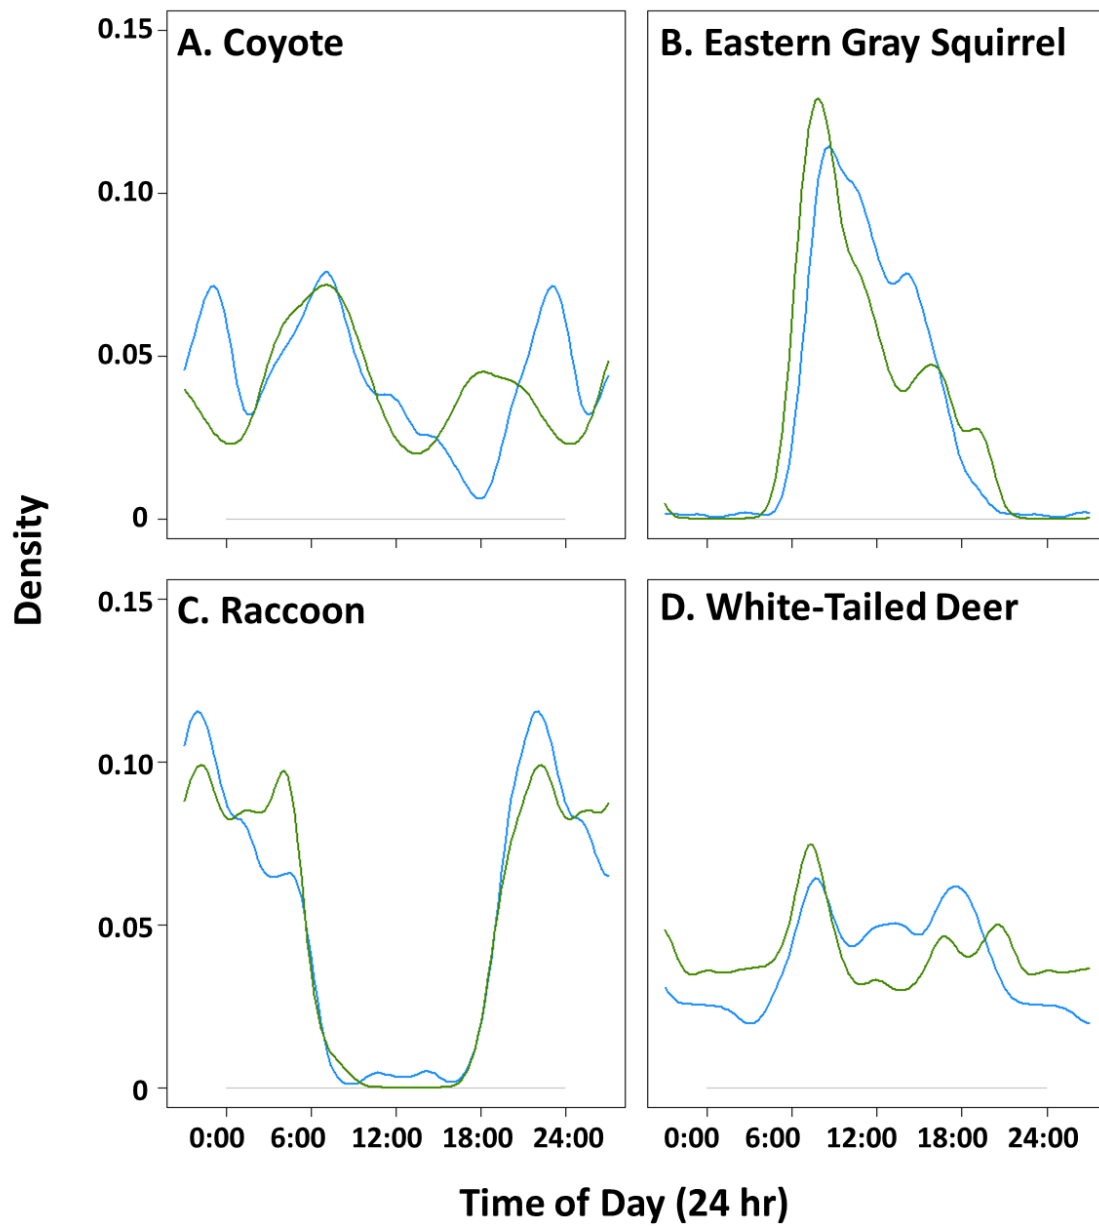 A. Coyote
B. Eastern Gray Squirrel
0.15
0.10
0.05
0
C. Raccoon
D. White-Tailed Deer
0.15
0.10
0.05
0
Density
0:00 6:00 12:00 18:00 24:00
0:00 6:00 12:00 18:00 24:00
Time of Day (24 hr)